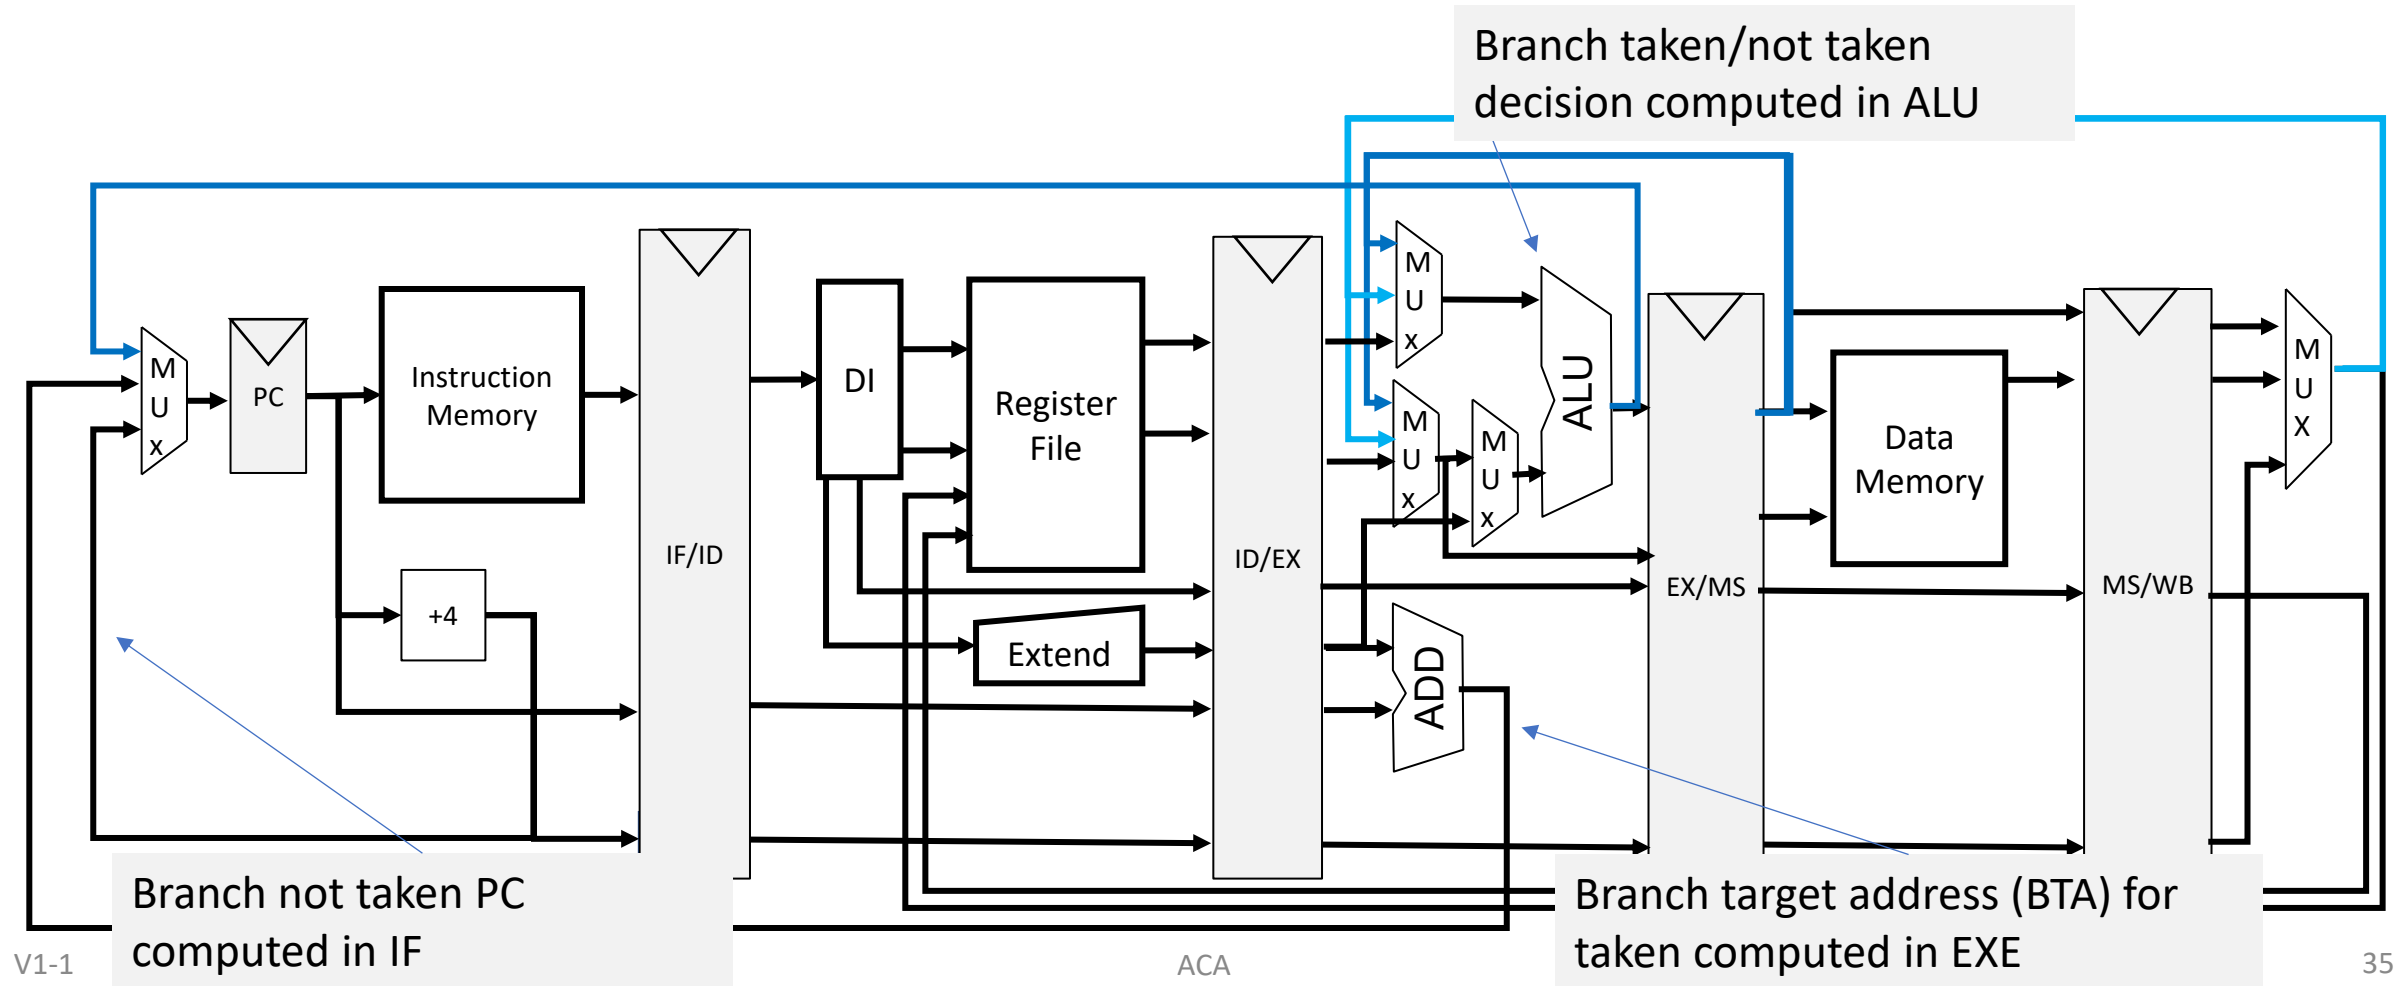 Branch taken/not taken
decision computed in ALU
M
U
x
PC
Instruction
Memory
+4
IF/ID
DI
Register
File
Extend
ID/EX
M
U
x
M
U
x
M
U
x
ALU
ADD
EX/MS
Data
Memory
MS/WB
M
U
X
Branch not taken PC
computed in IF
Branch target address (BTA) for
taken computed in EXE
V1-1
ACA
35